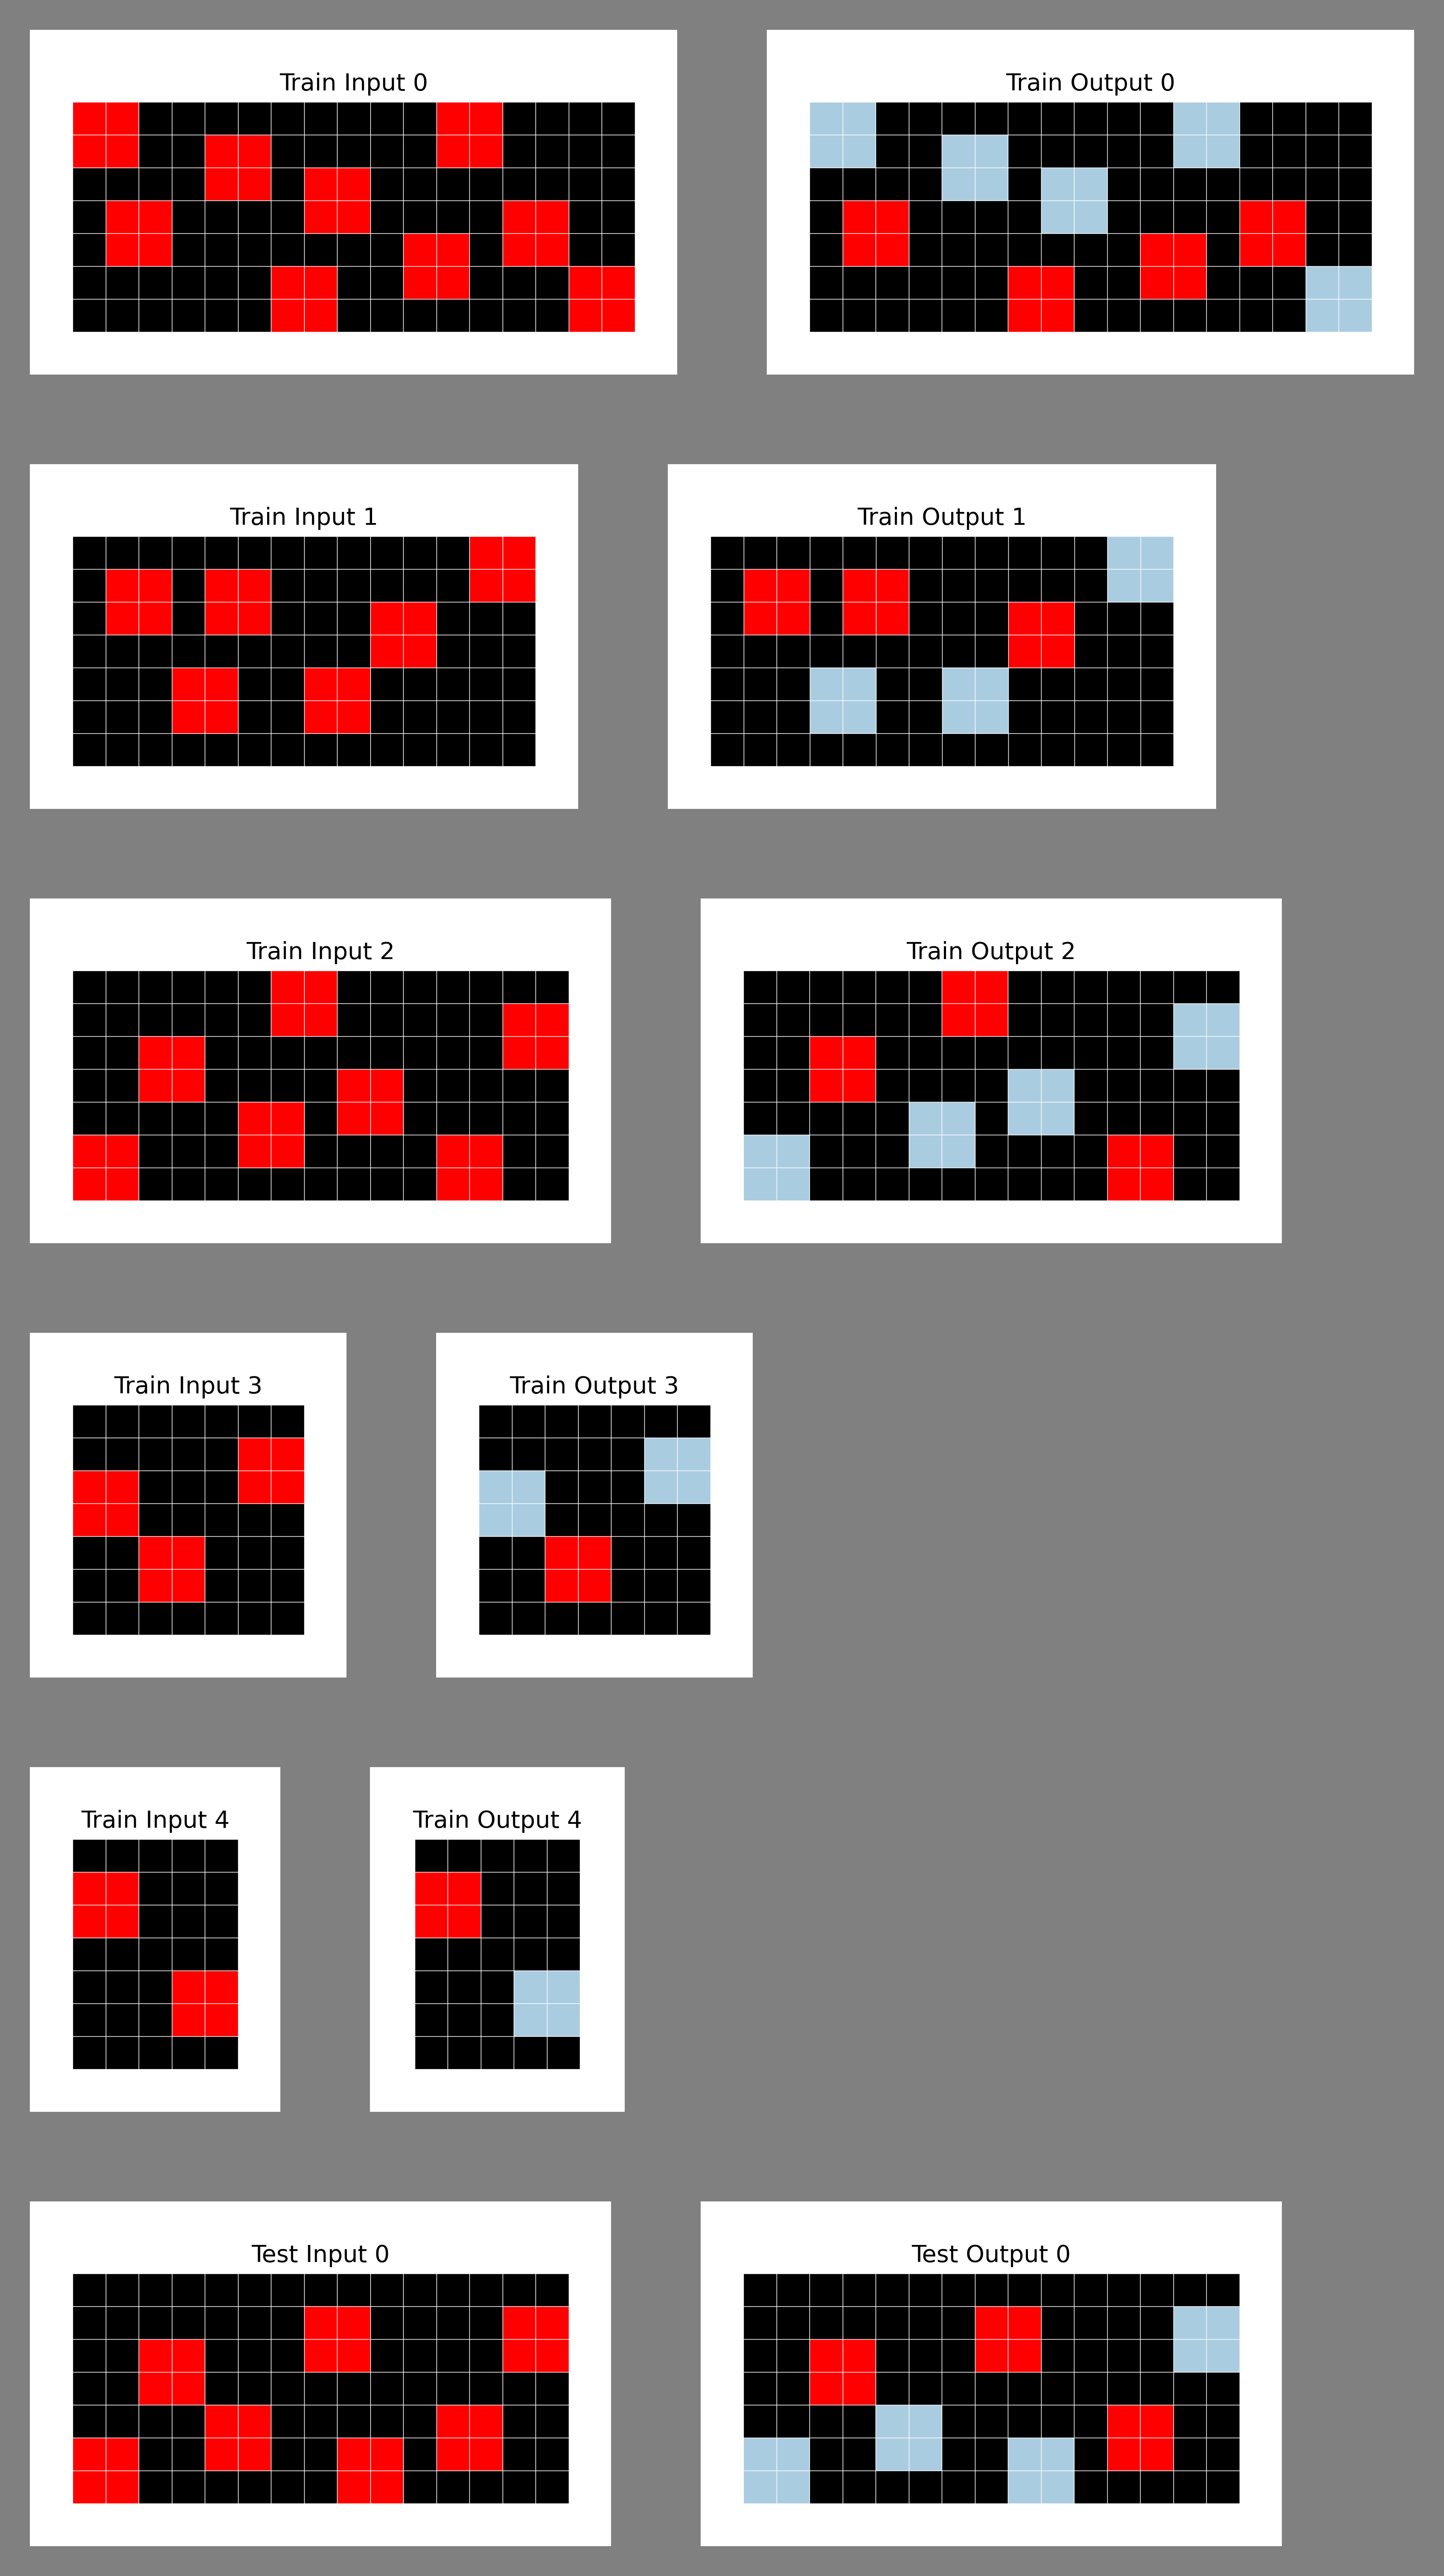 Train Input 0
Train Output 0
Train Input 1
Train Output 1
Train Input 2
Train Output 2
Train Input 3
Train Output 3
Train Input 4
Train Output 4
Test Input 0
Test Output 0